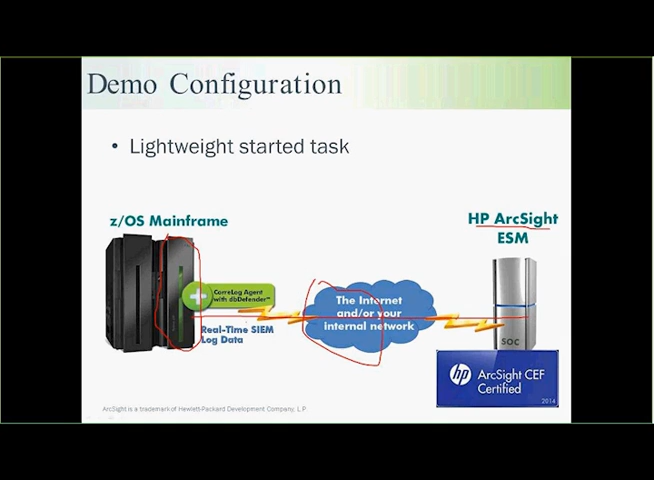 Demo Configuration
• Lightweight started task
z/OS Mainframe
HP ArcSight
ESM
CorreLog Agent
with dbDefender™
The Internet
and/or your
internal network
Real-Time SIEM
Log Data
SOC
hp
ArcSight CEF
Certified
2014
ArcSight is a trademark of Hewlett-Packard Development Company, L.P.